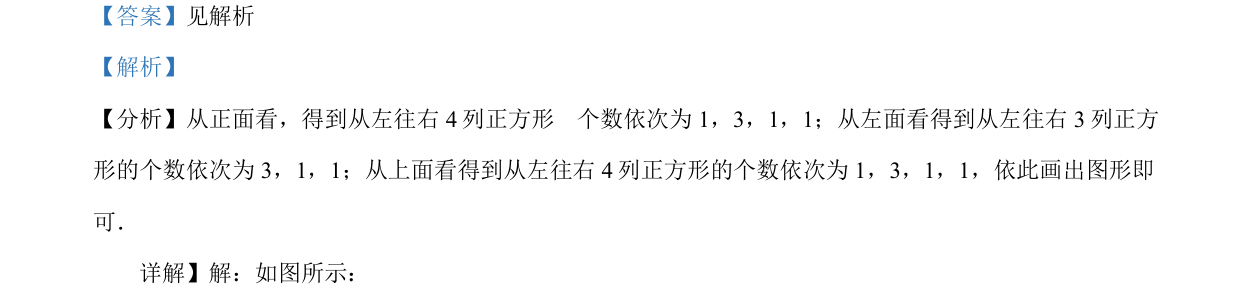 【答案】见解析
【解析】
【分析】从正面看，得到从左往右 4 列正方形 个数依次为 1，3，1，1；从左面看得到从左往右 3 列正方
形的个数依次为 3，1，1；从上面看得到从左往右 4 列正方形的个数依次为 1，3，1，1，依此画出图形即
可．
详解】解：如图所示：